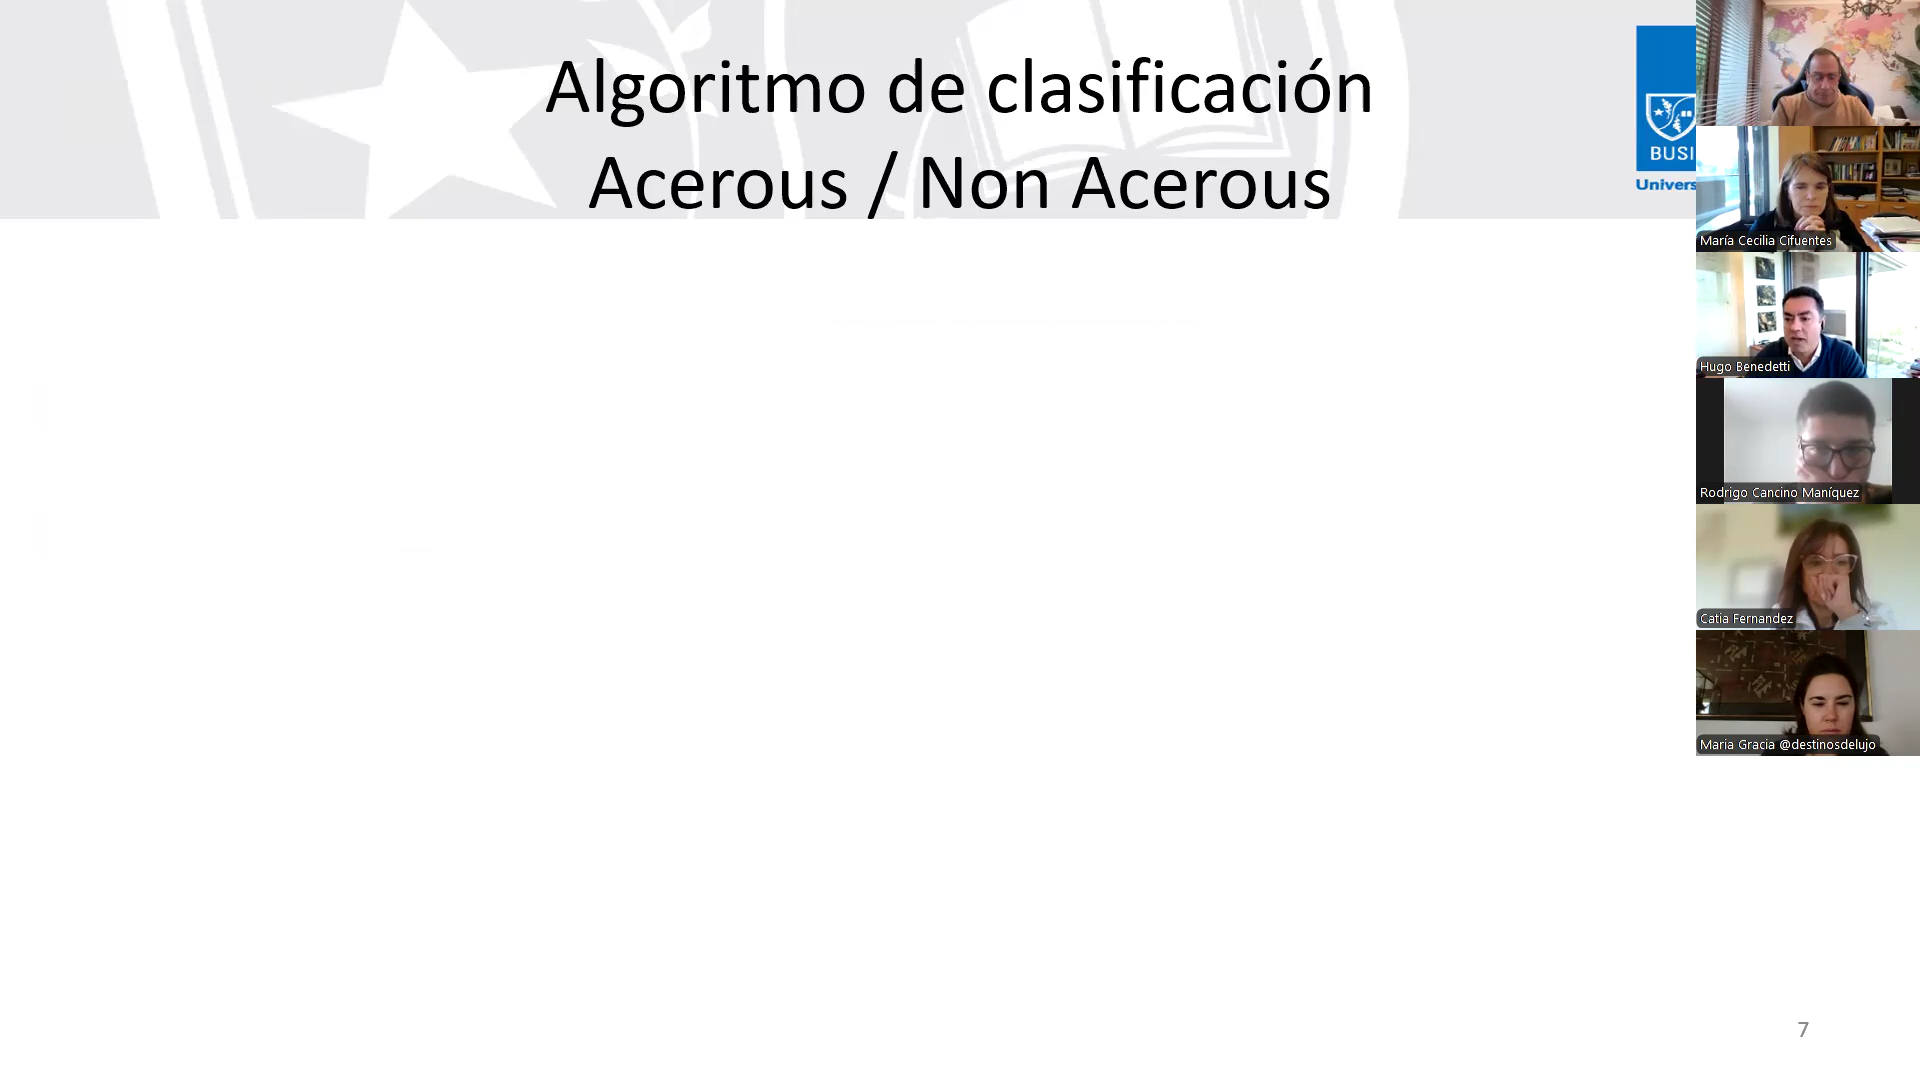 Algoritmo de clasificación
Acerous / Non Acerous
BUSI
Univers
María Cecilia Cifuentes
Hugo Benedetti
Rodrigo Cancino Maníquez
Catia Fernandez
Maria Gracia @destinosdelujo
7